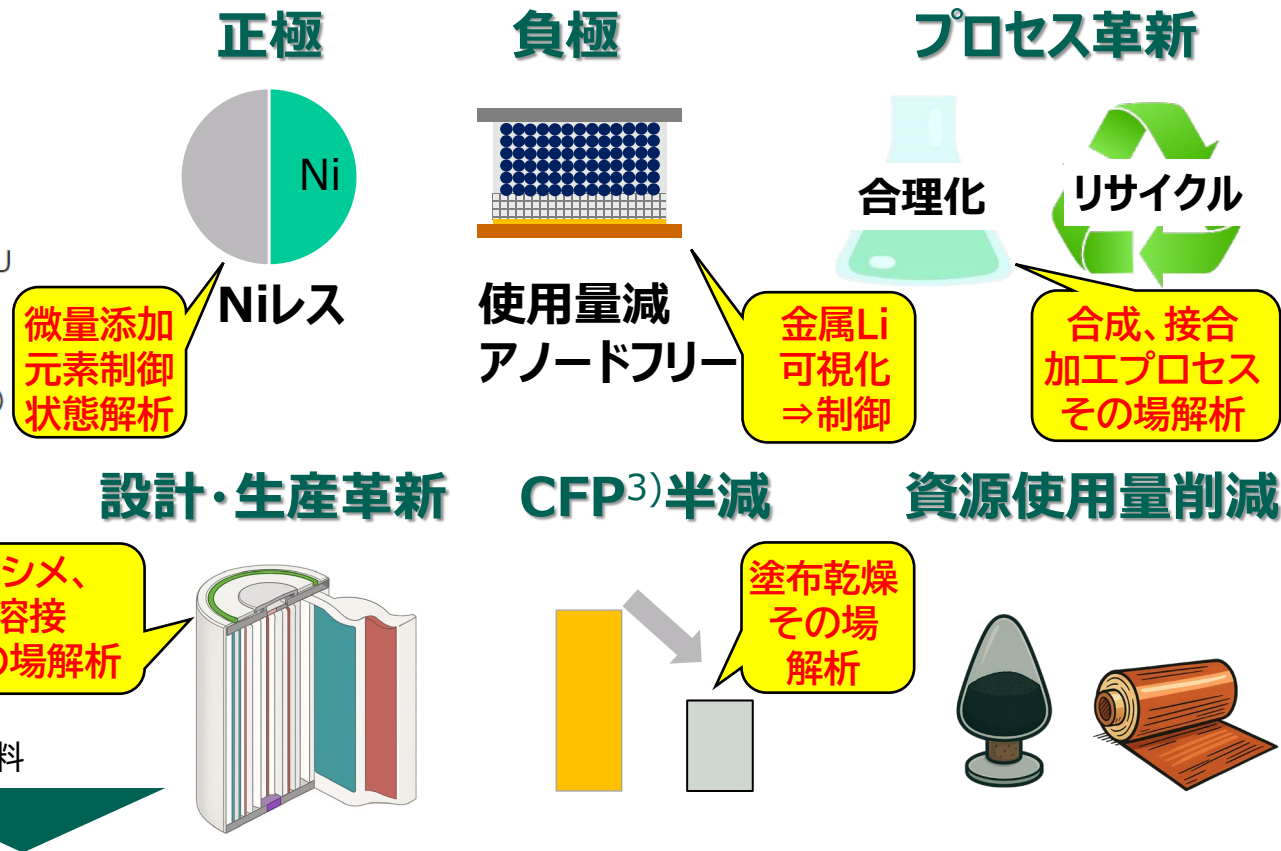 正極
負極
プロセス革新
Ni
合理化
リサイクル
Niレス
使用量減
アノードフリー
微量添加
元素制御
状態解析
金属Li
可視化
⇒制御
合成、接合
加工プロセス
その場解析
設計・生産革新
CFP3)半減
資源使用量削減
シメ、
溶接
場解析
塗布乾燥
その場
解析
料